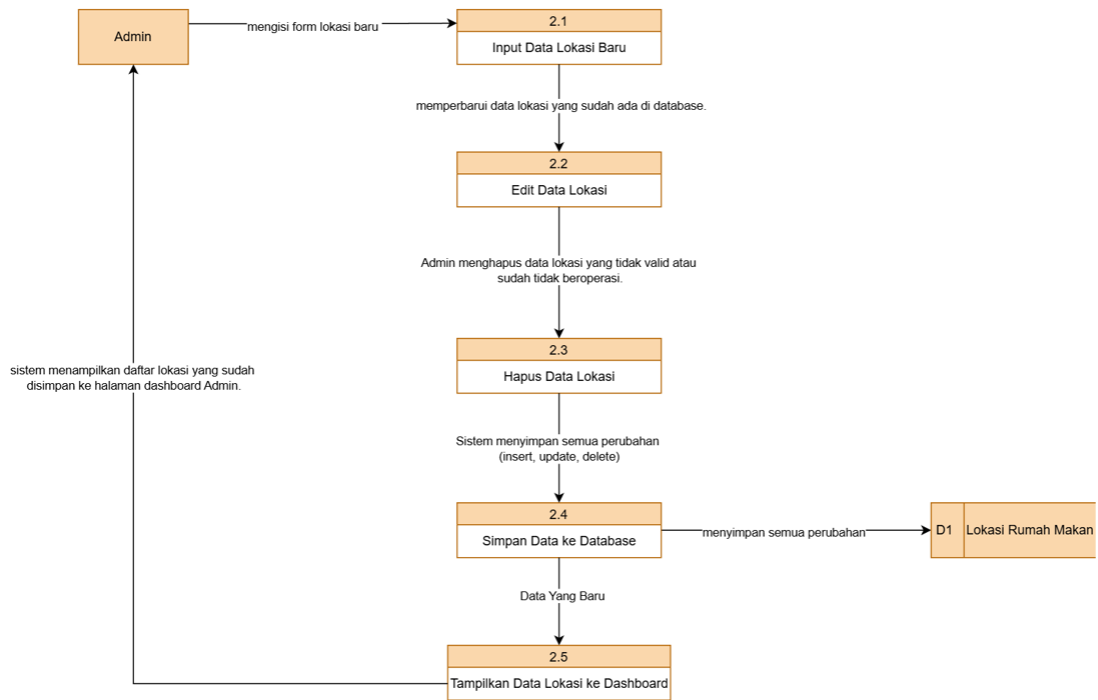 Admin
mengisi form lokasi baru
2.1
Input Data Lokasi Baru
memperbarui data lokasi yang sudah ada di database.
2.2
Edit Data Lokasi
Admin menghapus data lokasi yang tidak valid atau
sudah tidak beroperasi.
2.3
Hapus Data Lokasi
sistem menampilkan daftar lokasi yang sudah
disimpan ke halaman dashboard Admin.
Sistem menyimpan semua perubahan
(insert, update, delete)
2.4
Simpan Data ke Database
menyimpan semua perubahan
D1
Lokasi Rumah Makan
Data Yang Baru
2.5
Tampilkan Data Lokasi ke Dashboard